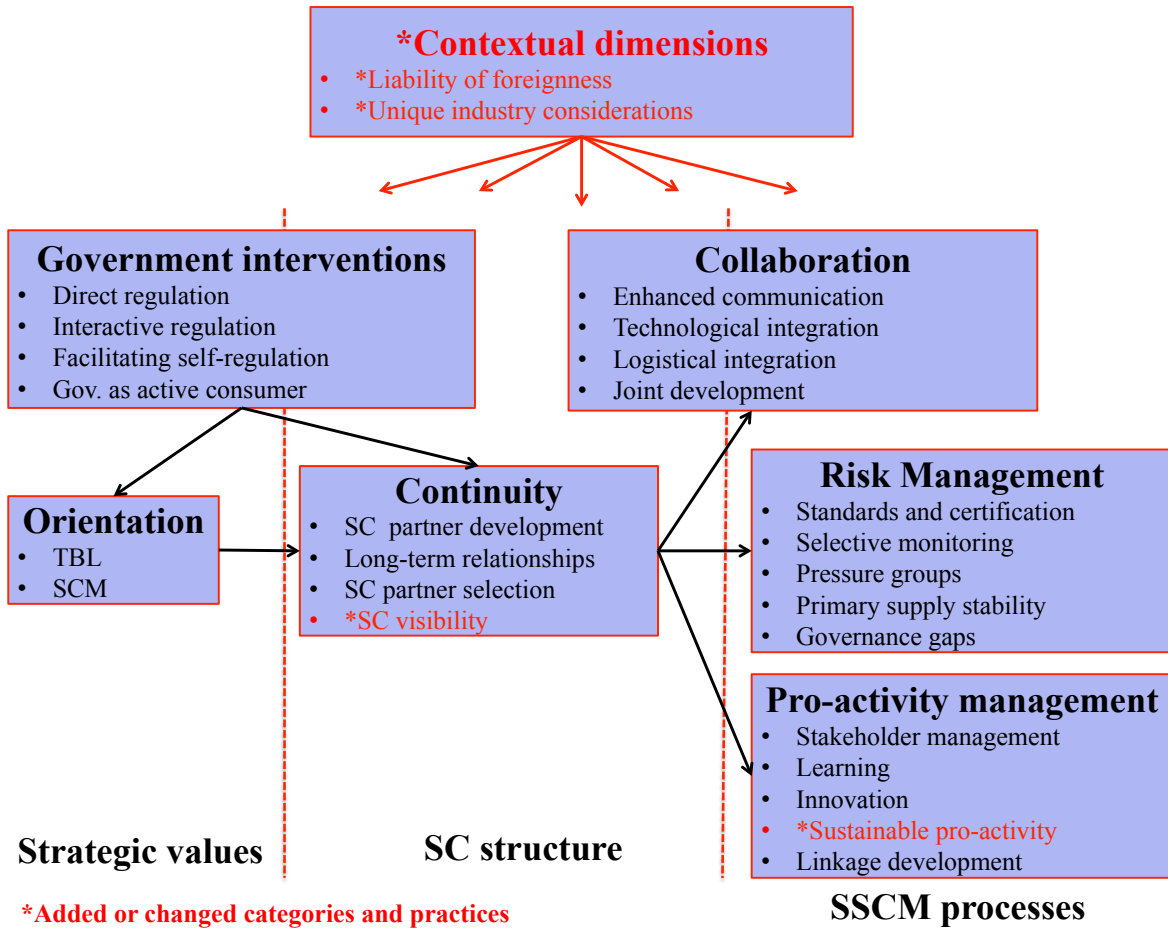 *Contextual dimensions
• *Liability of foreignness
• *Unique industry considerations
Government interventions
• Direct regulation
• Interactive regulation
• Facilitating self-regulation
• Gov. as active consumer
Collaboration
• Enhanced communication
• Technological integration
• Logistical integration
• Joint development
Orientation
• TBL
• SCM
Continuity
• SC partner development
• Long-term relationships
• SC partner selection
• *SC visibility
Risk Management
• Standards and certification
• Selective monitoring
• Pressure groups
• Primary supply stability
• Governance gaps
Pro-activity management
• Stakeholder management
• Learning
• Innovation
• *Sustainable pro-activity
• Linkage development
Strategic values
SC structure
SSCM processes
*Added or changed categories and practices